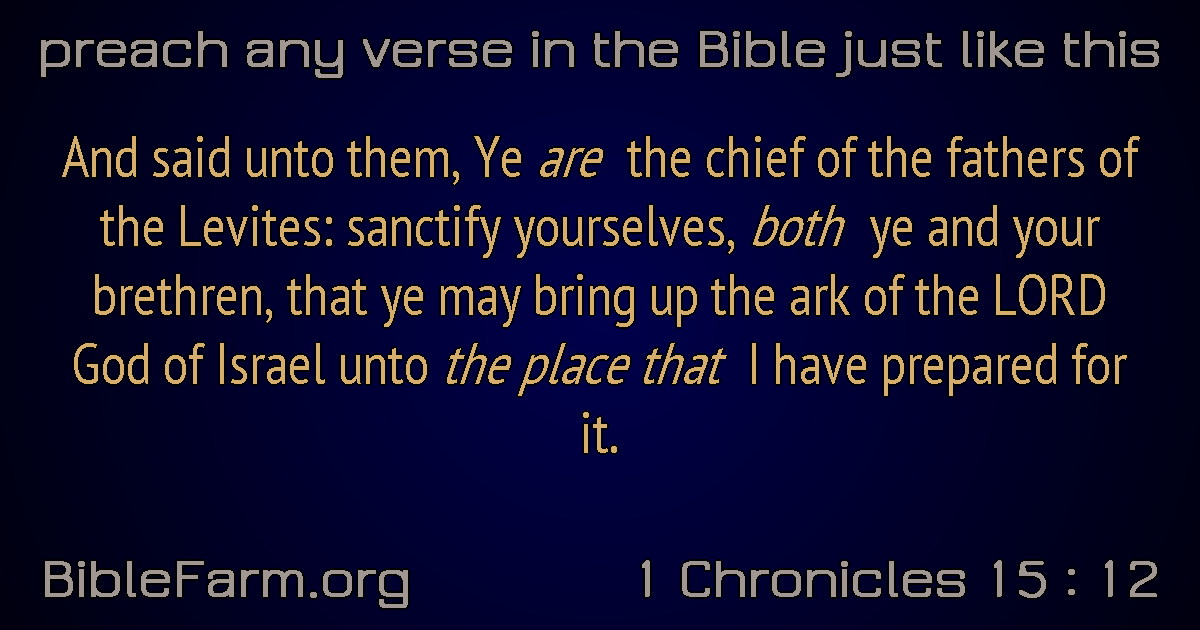 preach any verse in the Bible just like this
And said unto them, Ye are the chief of the fathers of
the Levites: sanctify yourselves, both ye and your
brethren, that ye may bring up the ark of the LORD
God of Israel unto the place that I have prepared for
it.
BibleFarm.org 1 Chronicles 15 : 12